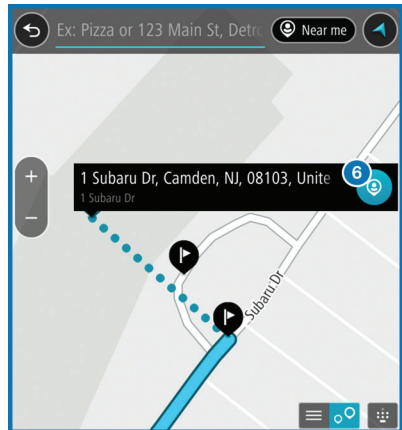 Ex: Pizza or 123 Main St, Detro
Near me
1 Subaru Dr, Camden, NJ, 08103, Unite
6
1 Subaru Dr
Subaru Dr